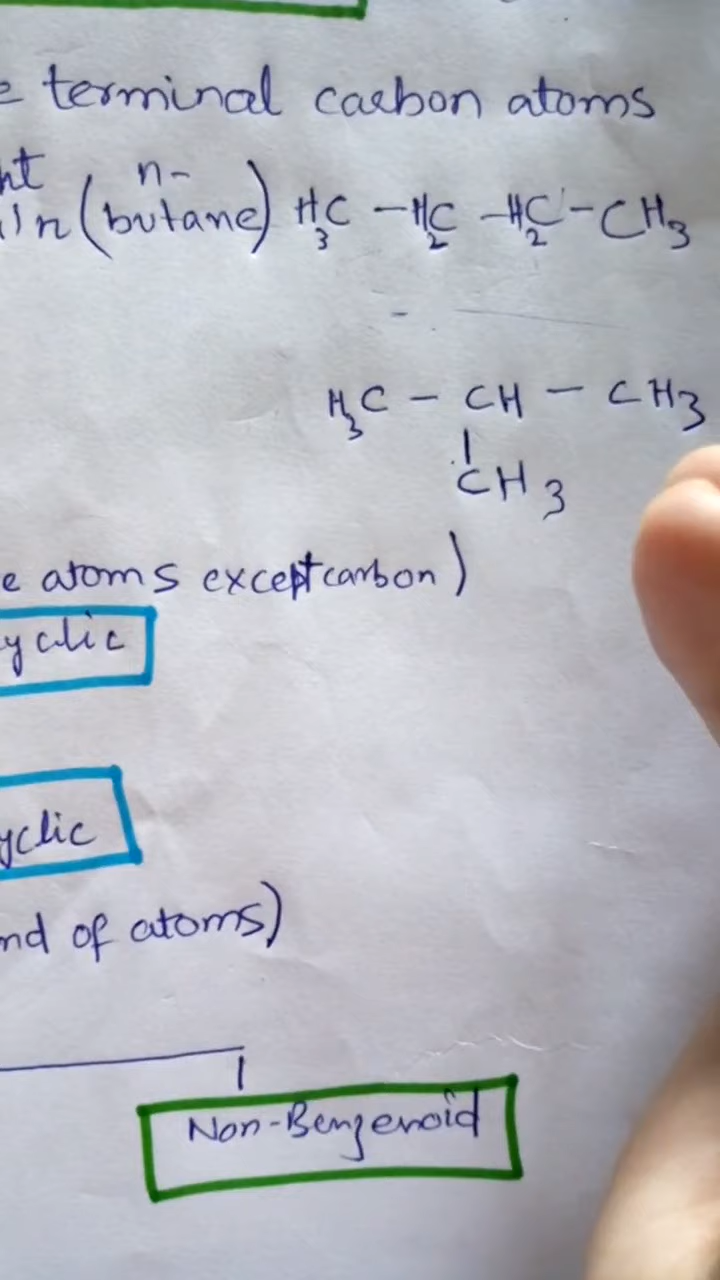 terminal carbon atoms
n-
(butane) H3C - H2C - H2C - CH3
H3C - CH - CH3
|
CH3
e atoms except carbon)
yclic
yclic
nd of atoms)
Non-Benzenoid